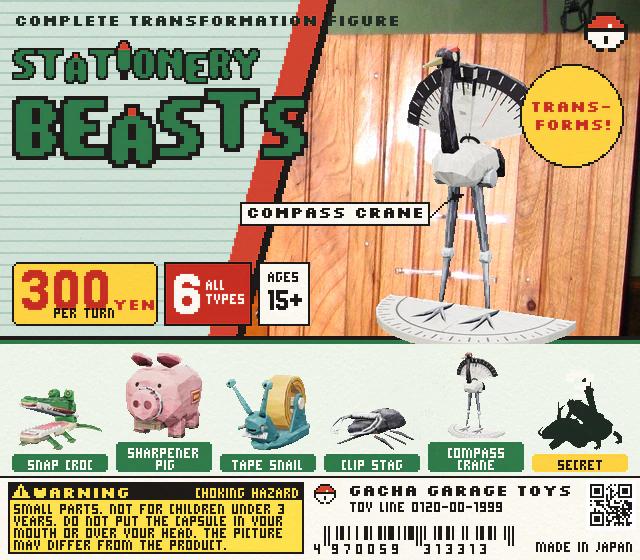 COMPLETE TRANSFORMATION FIGURE
STATIONERY
BEASTS
TRANS-
FORMS!
COMPASS CRANE
300 YEN
PER TURN
6 ALL TYPES
AGES
15+
SNAP CROC
SHARPENER PIG
TAPE SNAIL
CLIP STAG
COMPASS CRANE
SECRET
WARNING
CHOKING HAZARD
SMALL PARTS. NOT FOR CHILDREN UNDER 3
YEARS. DO NOT PUT THE CAPSULE IN YOUR
MOUTH OR OVER YOUR HEAD. THE PICTURE
MAY DIFFER FROM THE PRODUCT.
GACHA GARAGE TOYS
TOY LINE 0120-00-1999
4 970059 313313
MADE IN JAPAN